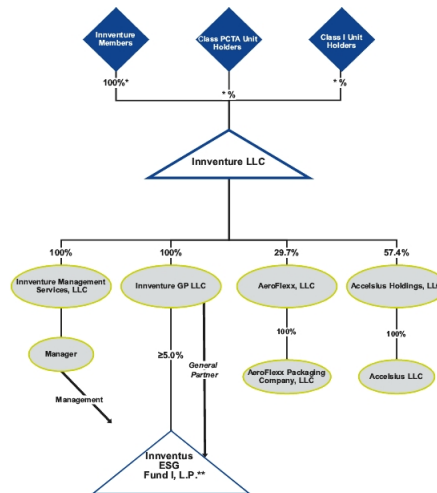 Innventure
Members
Class PCTA Unit
Holders
Class I Unit
Holders
100%*
* %
* %
Innventure LLC
100%
100%
29.7%
57.4%
Innventure Management
Services, LLC
Innventure GP LLC
AeroFlexx, LLC
Accelsius Holdings, LLC
Manager
≥5.0%
General
Partner
100%
100%
AeroFlexx Packaging
Company, LLC
Accelsius LLC
Management
Innventus
ESG
Fund I, L.P.**